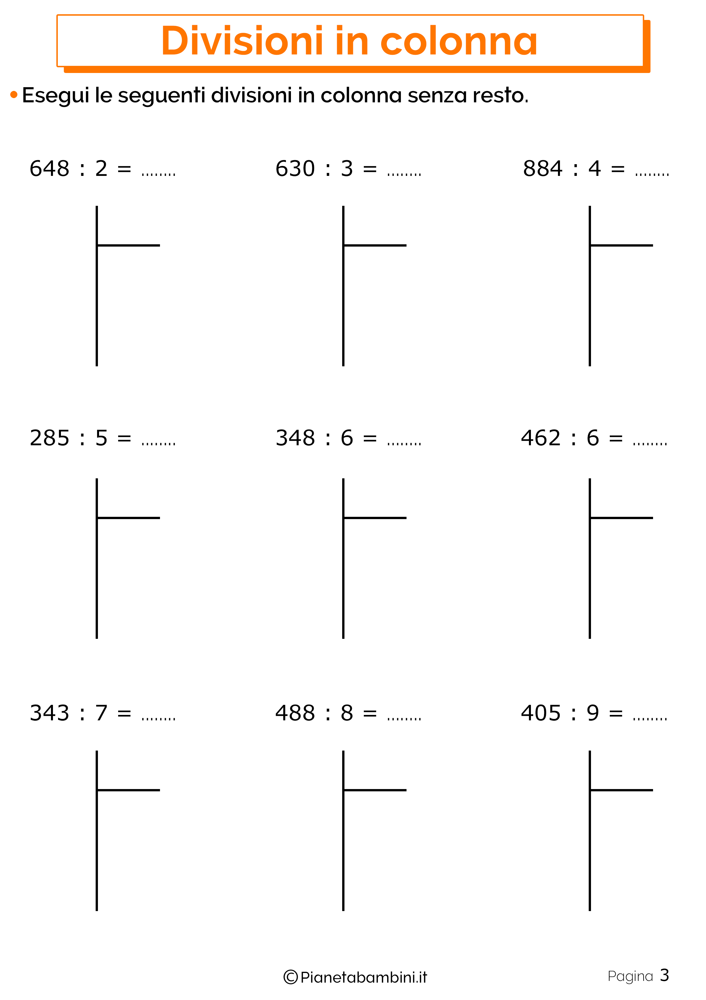 Divisioni in colonna
• Esegui le seguenti divisioni in colonna senza resto.
648 : 2 = ........ 630 : 3 = ........ 884 : 4 = ........
285 : 5 = ........ 348 : 6 = ........ 462 : 6 = ........
343 : 7 = ........ 488 : 8 = ........ 405 : 9 = ........
©Pianetabambini.it Pagina 3